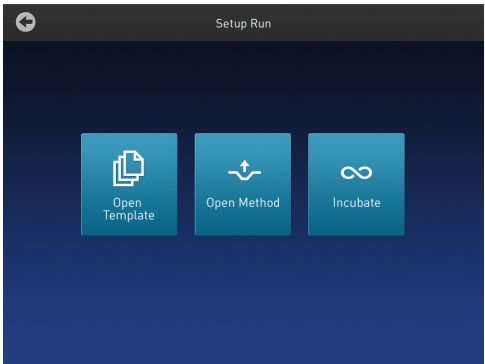 Setup Run
Open
Template
Open Method
Incubate